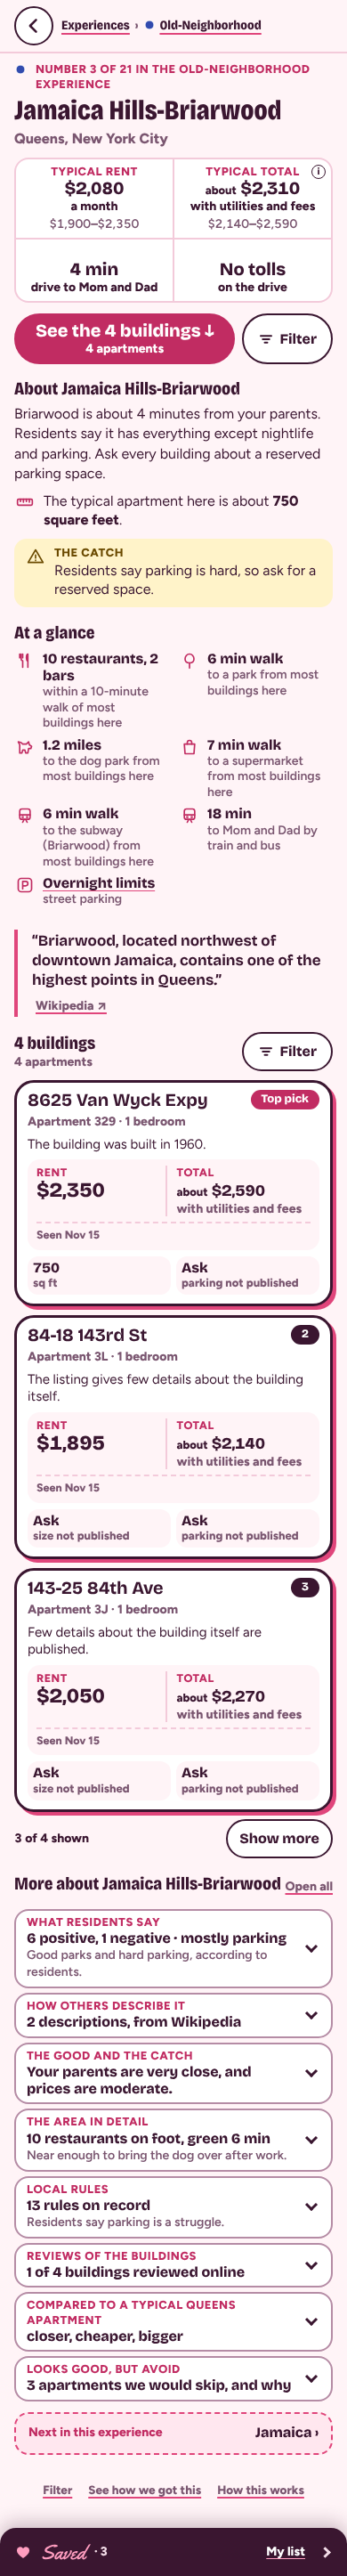 Experiences › Old-Neighborhood
NUMBER 3 OF 21 IN THE OLD-NEIGHBORHOOD
EXPERIENCE
Jamaica Hills-Briarwood
Queens, New York City
TYPICAL RENT
$2,080
a month
$1,900–$2,350
TYPICAL TOTAL
about $2,310
with utilities and fees
$2,140–$2,590
4 min
drive to Mom and Dad
No tolls
on the drive
See the 4 buildings ↓
4 apartments
Filter
About Jamaica Hills-Briarwood
Briarwood is about 4 minutes from your parents.
Residents say it has everything except nightlife
and parking. Ask every building about a reserved
parking space.
The typical apartment here is about 750
square feet.
THE CATCH
Residents say parking is hard, so ask for a
reserved space.
At a glance
10 restaurants, 2
bars
within a 10-minute
walk of most
buildings here
6 min walk
to a park from most
buildings here
1.2 miles
to the dog park from
most buildings here
7 min walk
to a supermarket
from most buildings
here
6 min walk
to the subway
(Briarwood) from
most buildings here
18 min
to Mom and Dad by
train and bus
Overnight limits
street parking
“Briarwood, located northwest of
downtown Jamaica, contains one of the
highest points in Queens.”
Wikipedia ↗
4 buildings
4 apartments
Filter
8625 Van Wyck Expy
Top pick
Apartment 329 · 1 bedroom
The building was built in 1960.
RENT
$2,350
TOTAL
about $2,590
with utilities and fees
Seen Nov 15
750
sq ft
Ask
parking not published
84-18 143rd St
2
Apartment 3L · 1 bedroom
The listing gives few details about the building
itself.
RENT
$1,895
TOTAL
about $2,140
with utilities and fees
Seen Nov 15
Ask
size not published
Ask
parking not published
143-25 84th Ave
3
Apartment 3J · 1 bedroom
Few details about the building itself are
published.
RENT
$2,050
TOTAL
about $2,270
with utilities and fees
Seen Nov 15
Ask
size not published
Ask
parking not published
3 of 4 shown
Show more
More about Jamaica Hills-Briarwood
Open all
WHAT RESIDENTS SAY
6 positive, 1 negative · mostly parking
Good parks and hard parking, according to
residents.
HOW OTHERS DESCRIBE IT
2 descriptions, from Wikipedia
THE GOOD AND THE CATCH
Your parents are very close, and
prices are moderate.
THE AREA IN DETAIL
10 restaurants on foot, green 6 min
Near enough to bring the dog over after work.
LOCAL RULES
13 rules on record
Residents say parking is a struggle.
REVIEWS OF THE BUILDINGS
1 of 4 buildings reviewed online
COMPARED TO A TYPICAL QUEENS
APARTMENT
closer, cheaper, bigger
LOOKS GOOD, BUT AVOID
3 apartments we would skip, and why
Next in this experience
Jamaica ›
Filter
See how we got this
How this works
Saved · 3
My list